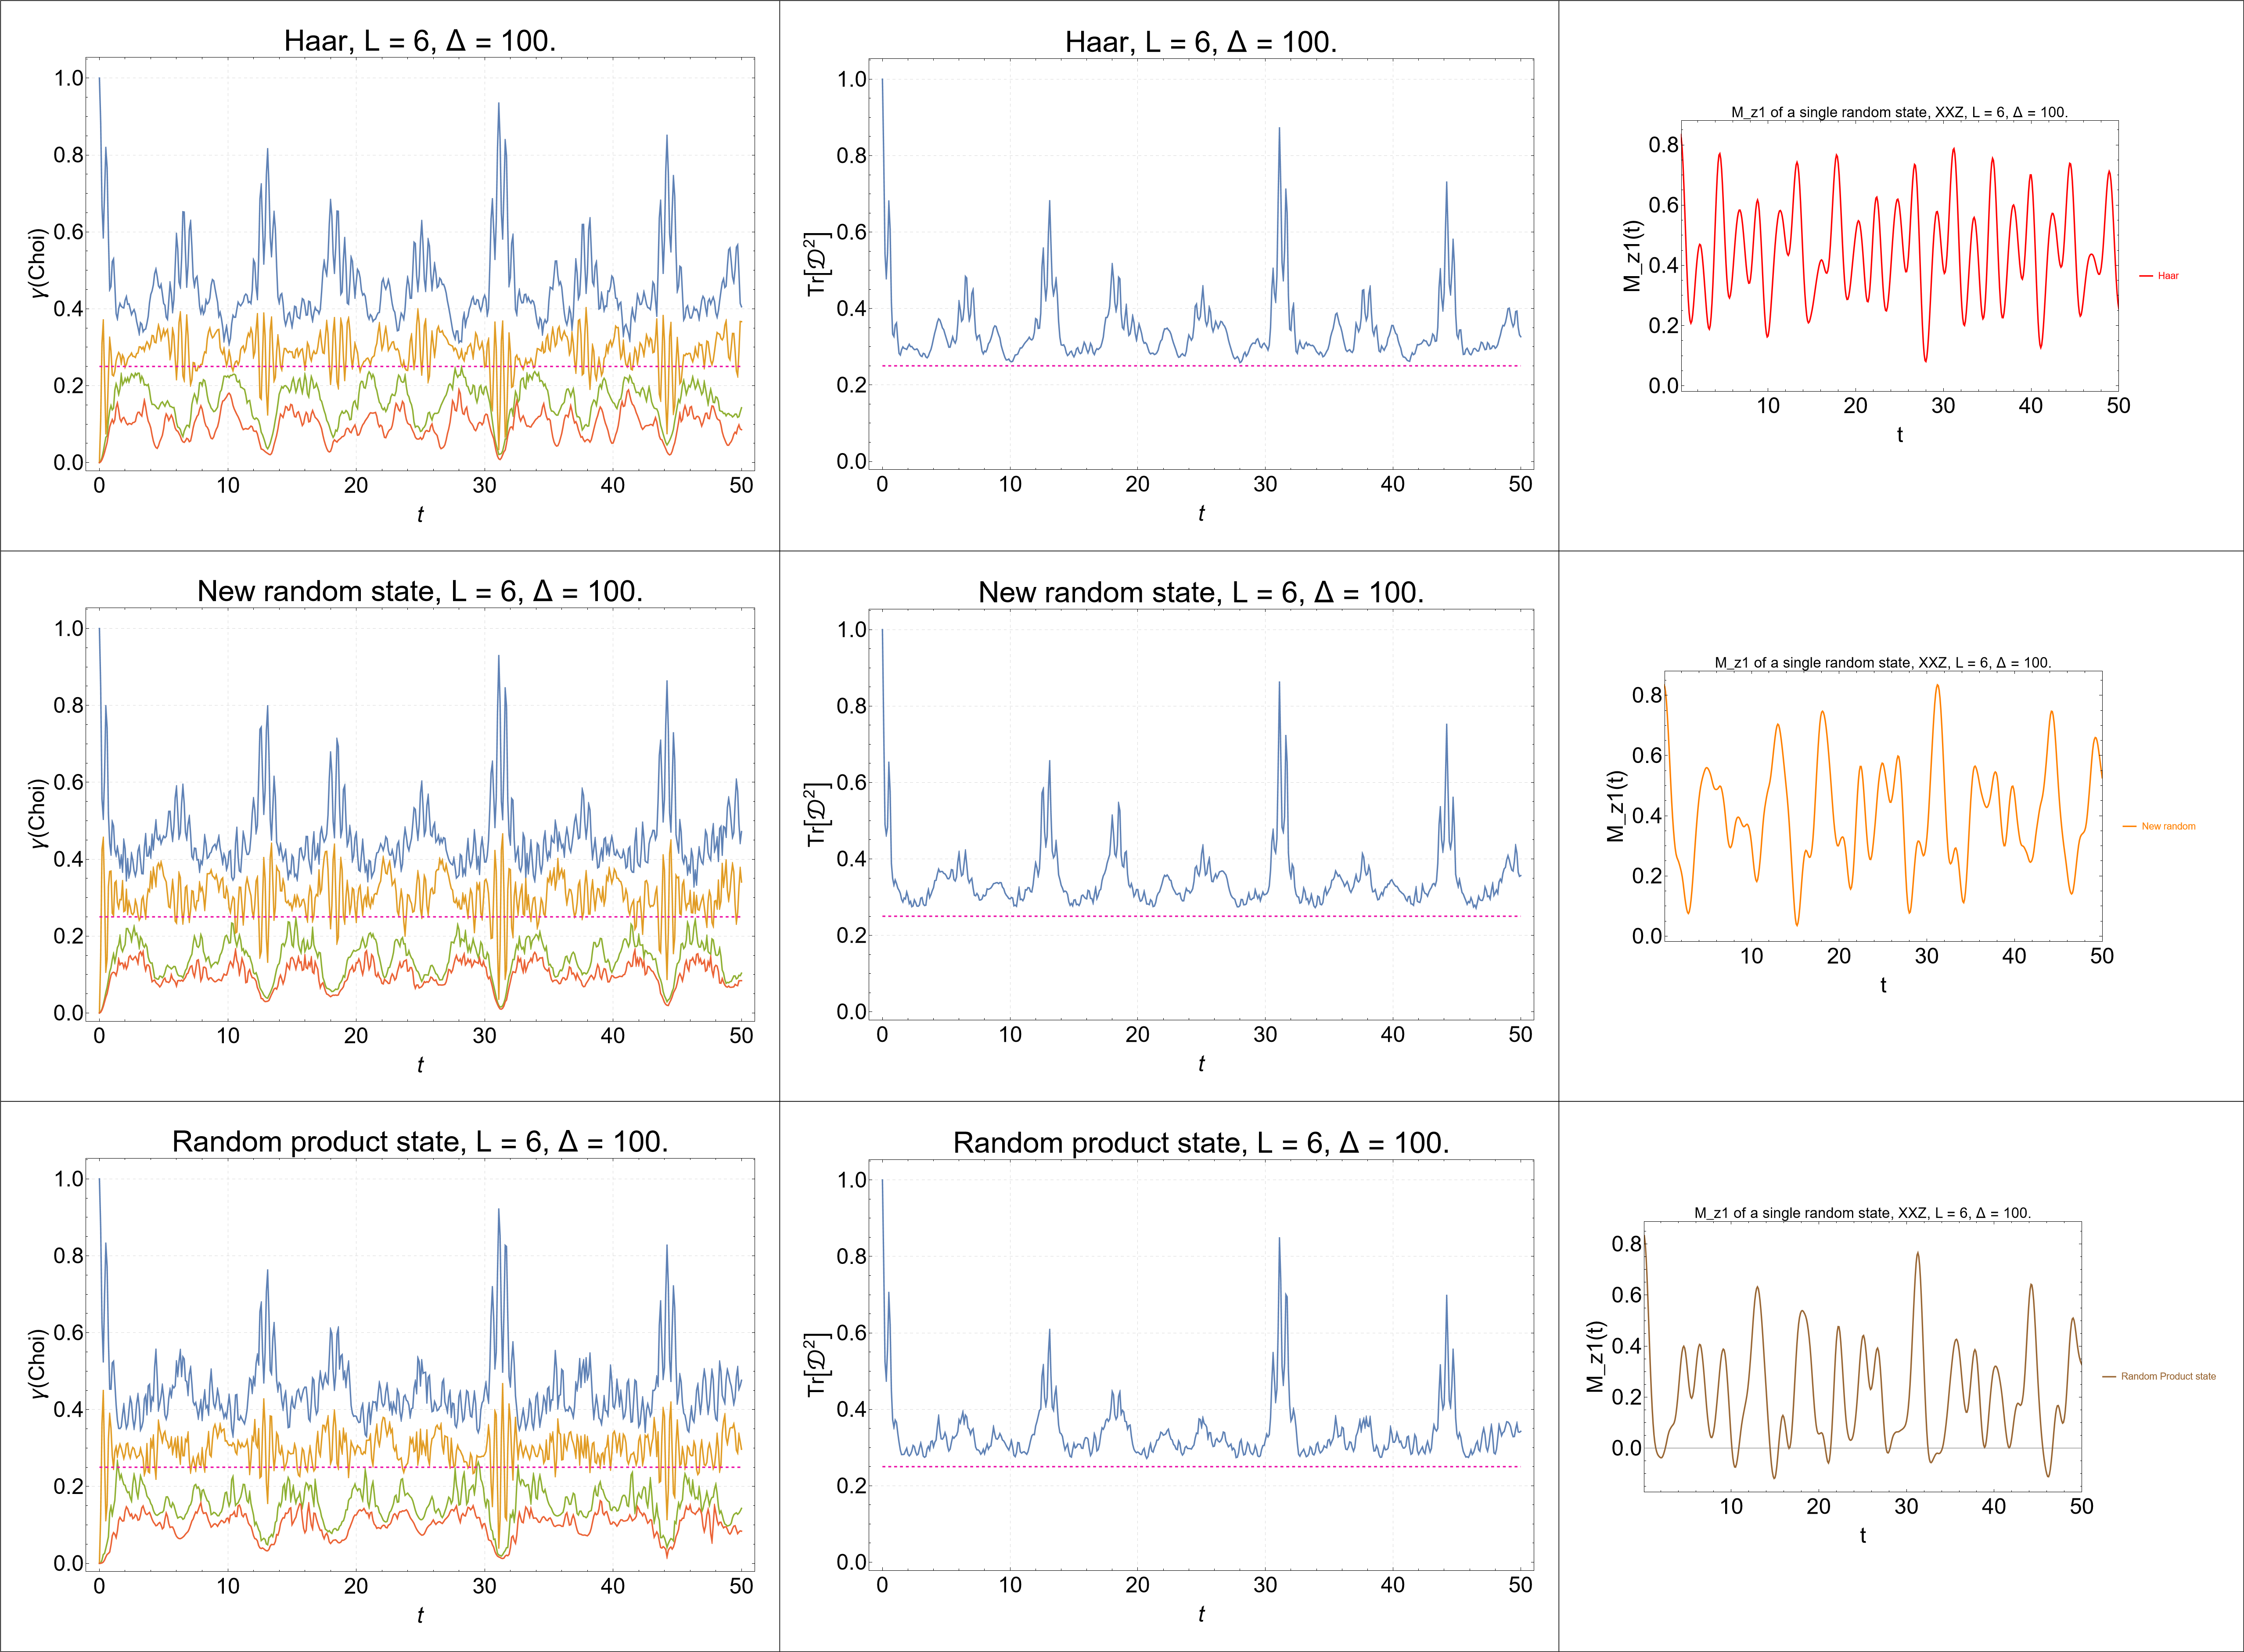 Haar, L = 6, Δ = 100.
γ(Choi)
1.0
0.8
0.6
0.4
0.2
0.0
0 10 20 30 40 50
t
Haar, L = 6, Δ = 100.
Tr[𝒟²]
1.0
0.8
0.6
0.4
0.2
0.0
0 10 20 30 40 50
t
M_z1 of a single random state, XXZ, L = 6, Δ = 100.
M_z1(t)
0.8
0.6
0.4
0.2
0.0
10 20 30 40 50
t
Haar
New random state, L = 6, Δ = 100.
γ(Choi)
1.0
0.8
0.6
0.4
0.2
0.0
0 10 20 30 40 50
t
New random state, L = 6, Δ = 100.
Tr[𝒟²]
1.0
0.8
0.6
0.4
0.2
0.0
0 10 20 30 40 50
t
M_z1 of a single random state, XXZ, L = 6, Δ = 100.
M_z1(t)
0.8
0.6
0.4
0.2
0.0
10 20 30 40 50
t
New random
Random product state, L = 6, Δ = 100.
γ(Choi)
1.0
0.8
0.6
0.4
0.2
0.0
0 10 20 30 40 50
t
Random product state, L = 6, Δ = 100.
Tr[𝒟²]
1.0
0.8
0.6
0.4
0.2
0.0
0 10 20 30 40 50
t
M_z1 of a single random state, XXZ, L = 6, Δ = 100.
M_z1(t)
0.8
0.6
0.4
0.2
0.0
10 20 30 40 50
t
Random Product state